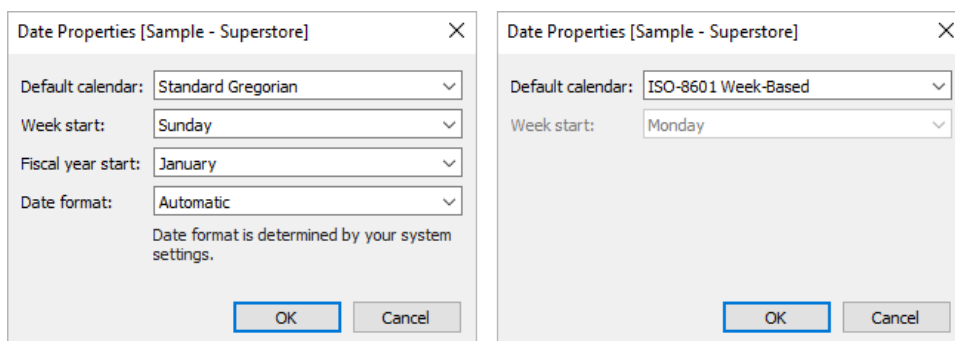 Date Properties [Sample - Superstore]
Default calendar: Standard Gregorian
Week start: Sunday
Fiscal year start: January
Date format: Automatic
Date format is determined by your system
settings.
OK Cancel
Date Properties [Sample - Superstore]
Default calendar: ISO-8601 Week-Based
Week start: Monday
OK Cancel